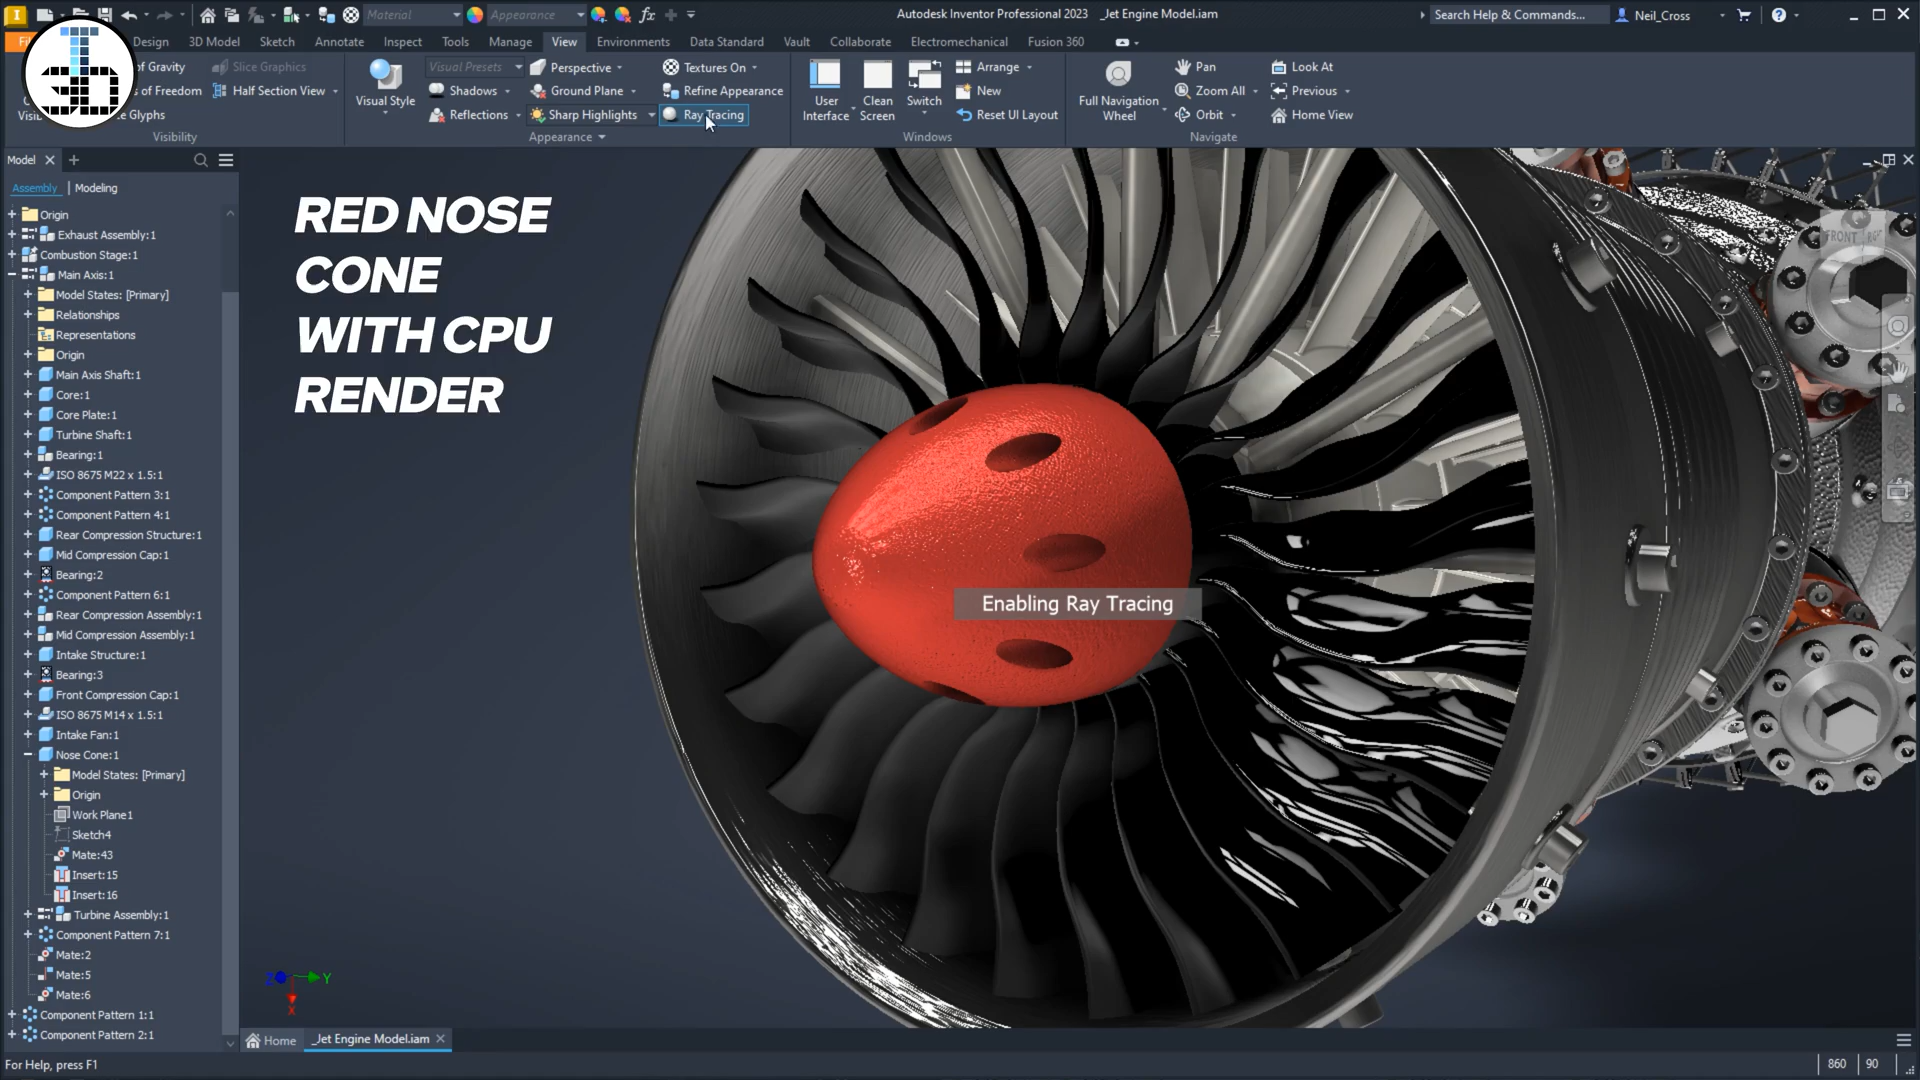 Material
Appearance
Autodesk Inventor Professional 2023 _Jet Engine Model.iam
Search Help & Commands...
Neil_Cross
Design
3D Model
Sketch
Annotate
Inspect
Tools
Manage
View
Environments
Data Standard
Vault
Collaborate
Electromechanical
Fusion 360
of Gravity
Slice Graphics
s of Freedom
Half Section View
e Glyphs
Visibility
Visual Style
Visual Presets
Shadows
Reflections
Perspective
Ground Plane
Sharp Highlights
Textures On
Refine Appearance
Ray Tracing
Appearance
User
Interface
Clean
Screen
Switch
Arrange
New
Reset UI Layout
Windows
Full Navigation
Wheel
Pan
Zoom All
Orbit
Look At
Previous
Home View
Navigate
Model
Assembly | Modeling
Origin
Exhaust Assembly:1
Combustion Stage:1
Main Axis:1
Model States: [Primary]
Relationships
Representations
Origin
Main Axis Shaft:1
Core:1
Core Plate:1
Turbine Shaft:1
Bearing:1
ISO 8675 M22 x 1.5:1
Component Pattern 3:1
Component Pattern 4:1
Rear Compression Structure:1
Mid Compression Cap:1
Bearing:2
Component Pattern 6:1
Rear Compression Assembly:1
Mid Compression Assembly:1
Intake Structure:1
Bearing:3
Front Compression Cap:1
ISO 8675 M14 x 1.5:1
Intake Fan:1
Nose Cone:1
Model States: [Primary]
Origin
Work Plane1
Sketch4
Mate:43
Insert:15
Insert:16
Turbine Assembly:1
Component Pattern 7:1
Mate:2
Mate:5
Mate:6
Component Pattern 1:1
Component Pattern 2:1
RED NOSE
CONE
WITH CPU
RENDER
Enabling Ray Tracing
FRONT
Z
Y
X
Home
_Jet Engine Model.iam
For Help, press F1
860
90